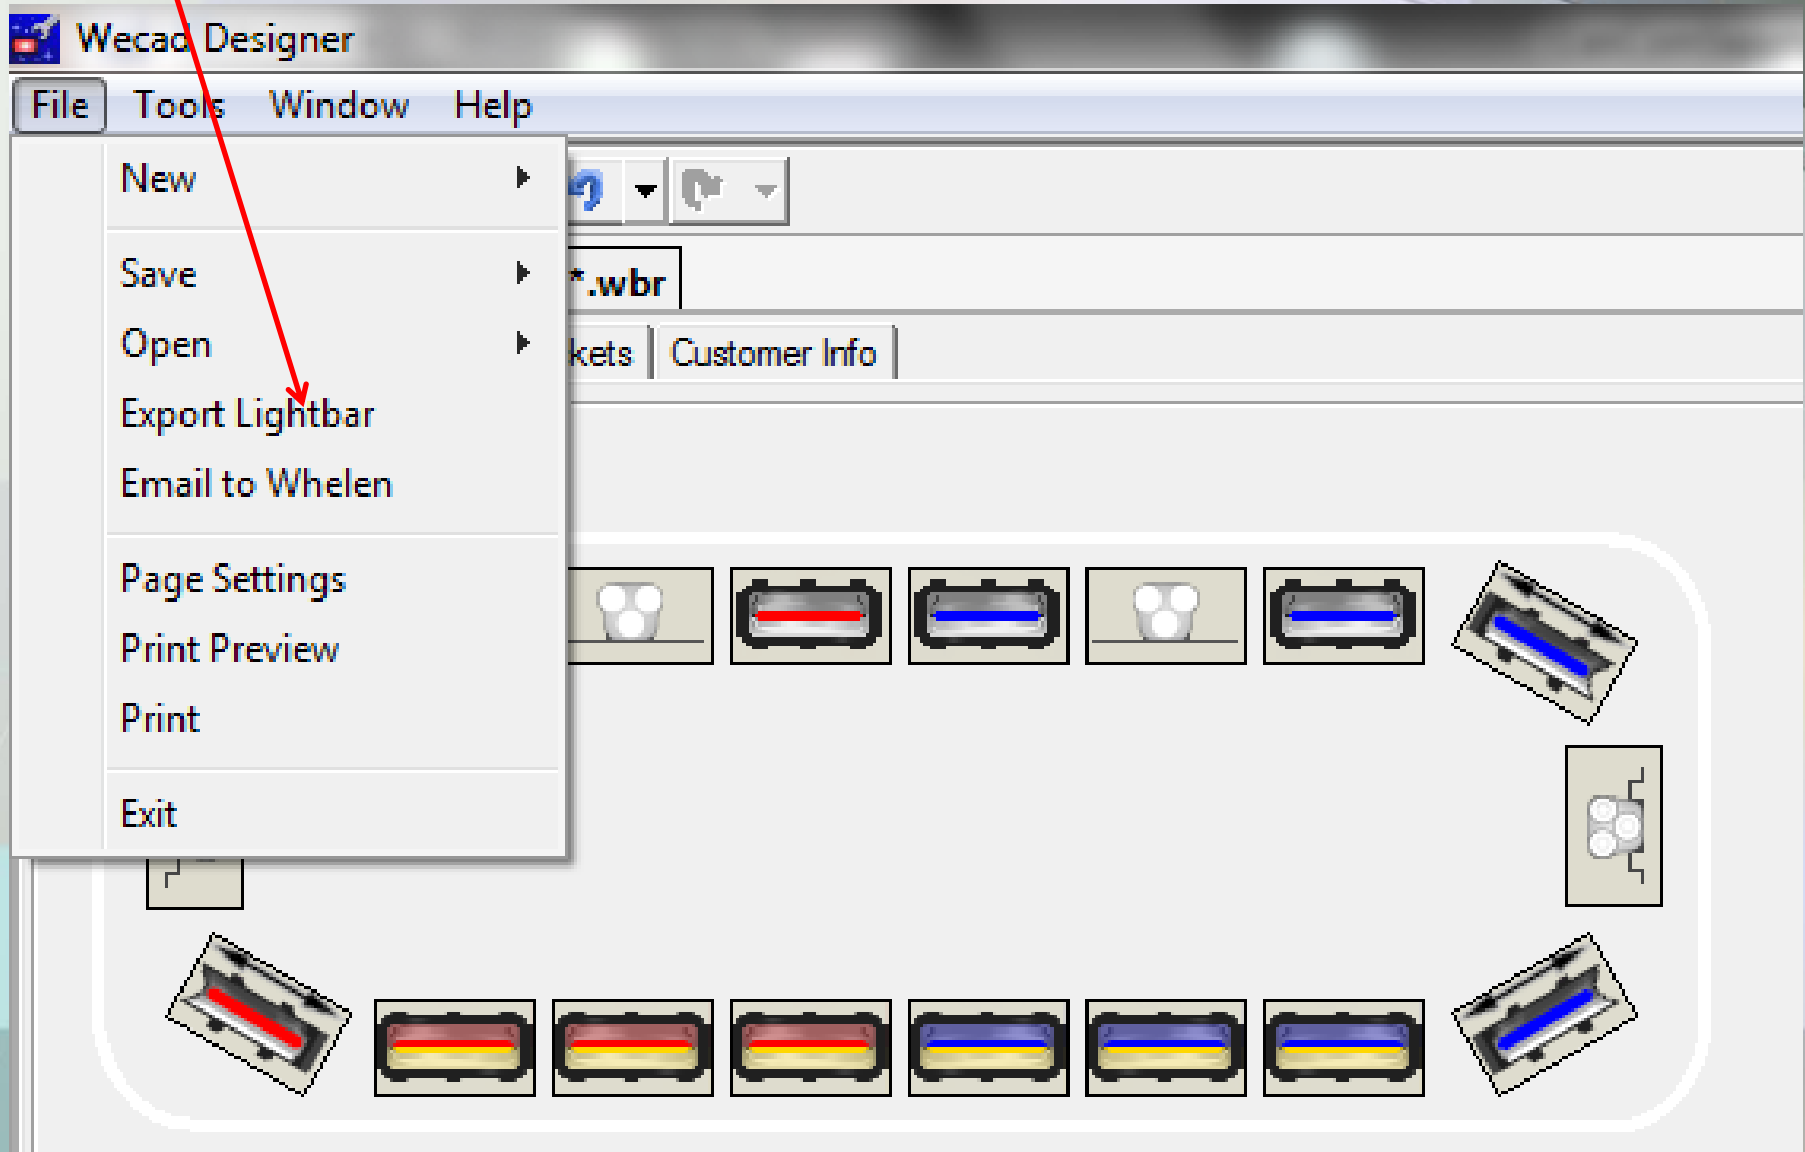 Wecad Designer
File Tools Window Help
New
Save
*.wbr
Open
kets Customer Info
Export Lightbar
Email to Whelen
Page Settings
Print Preview
Print
Exit